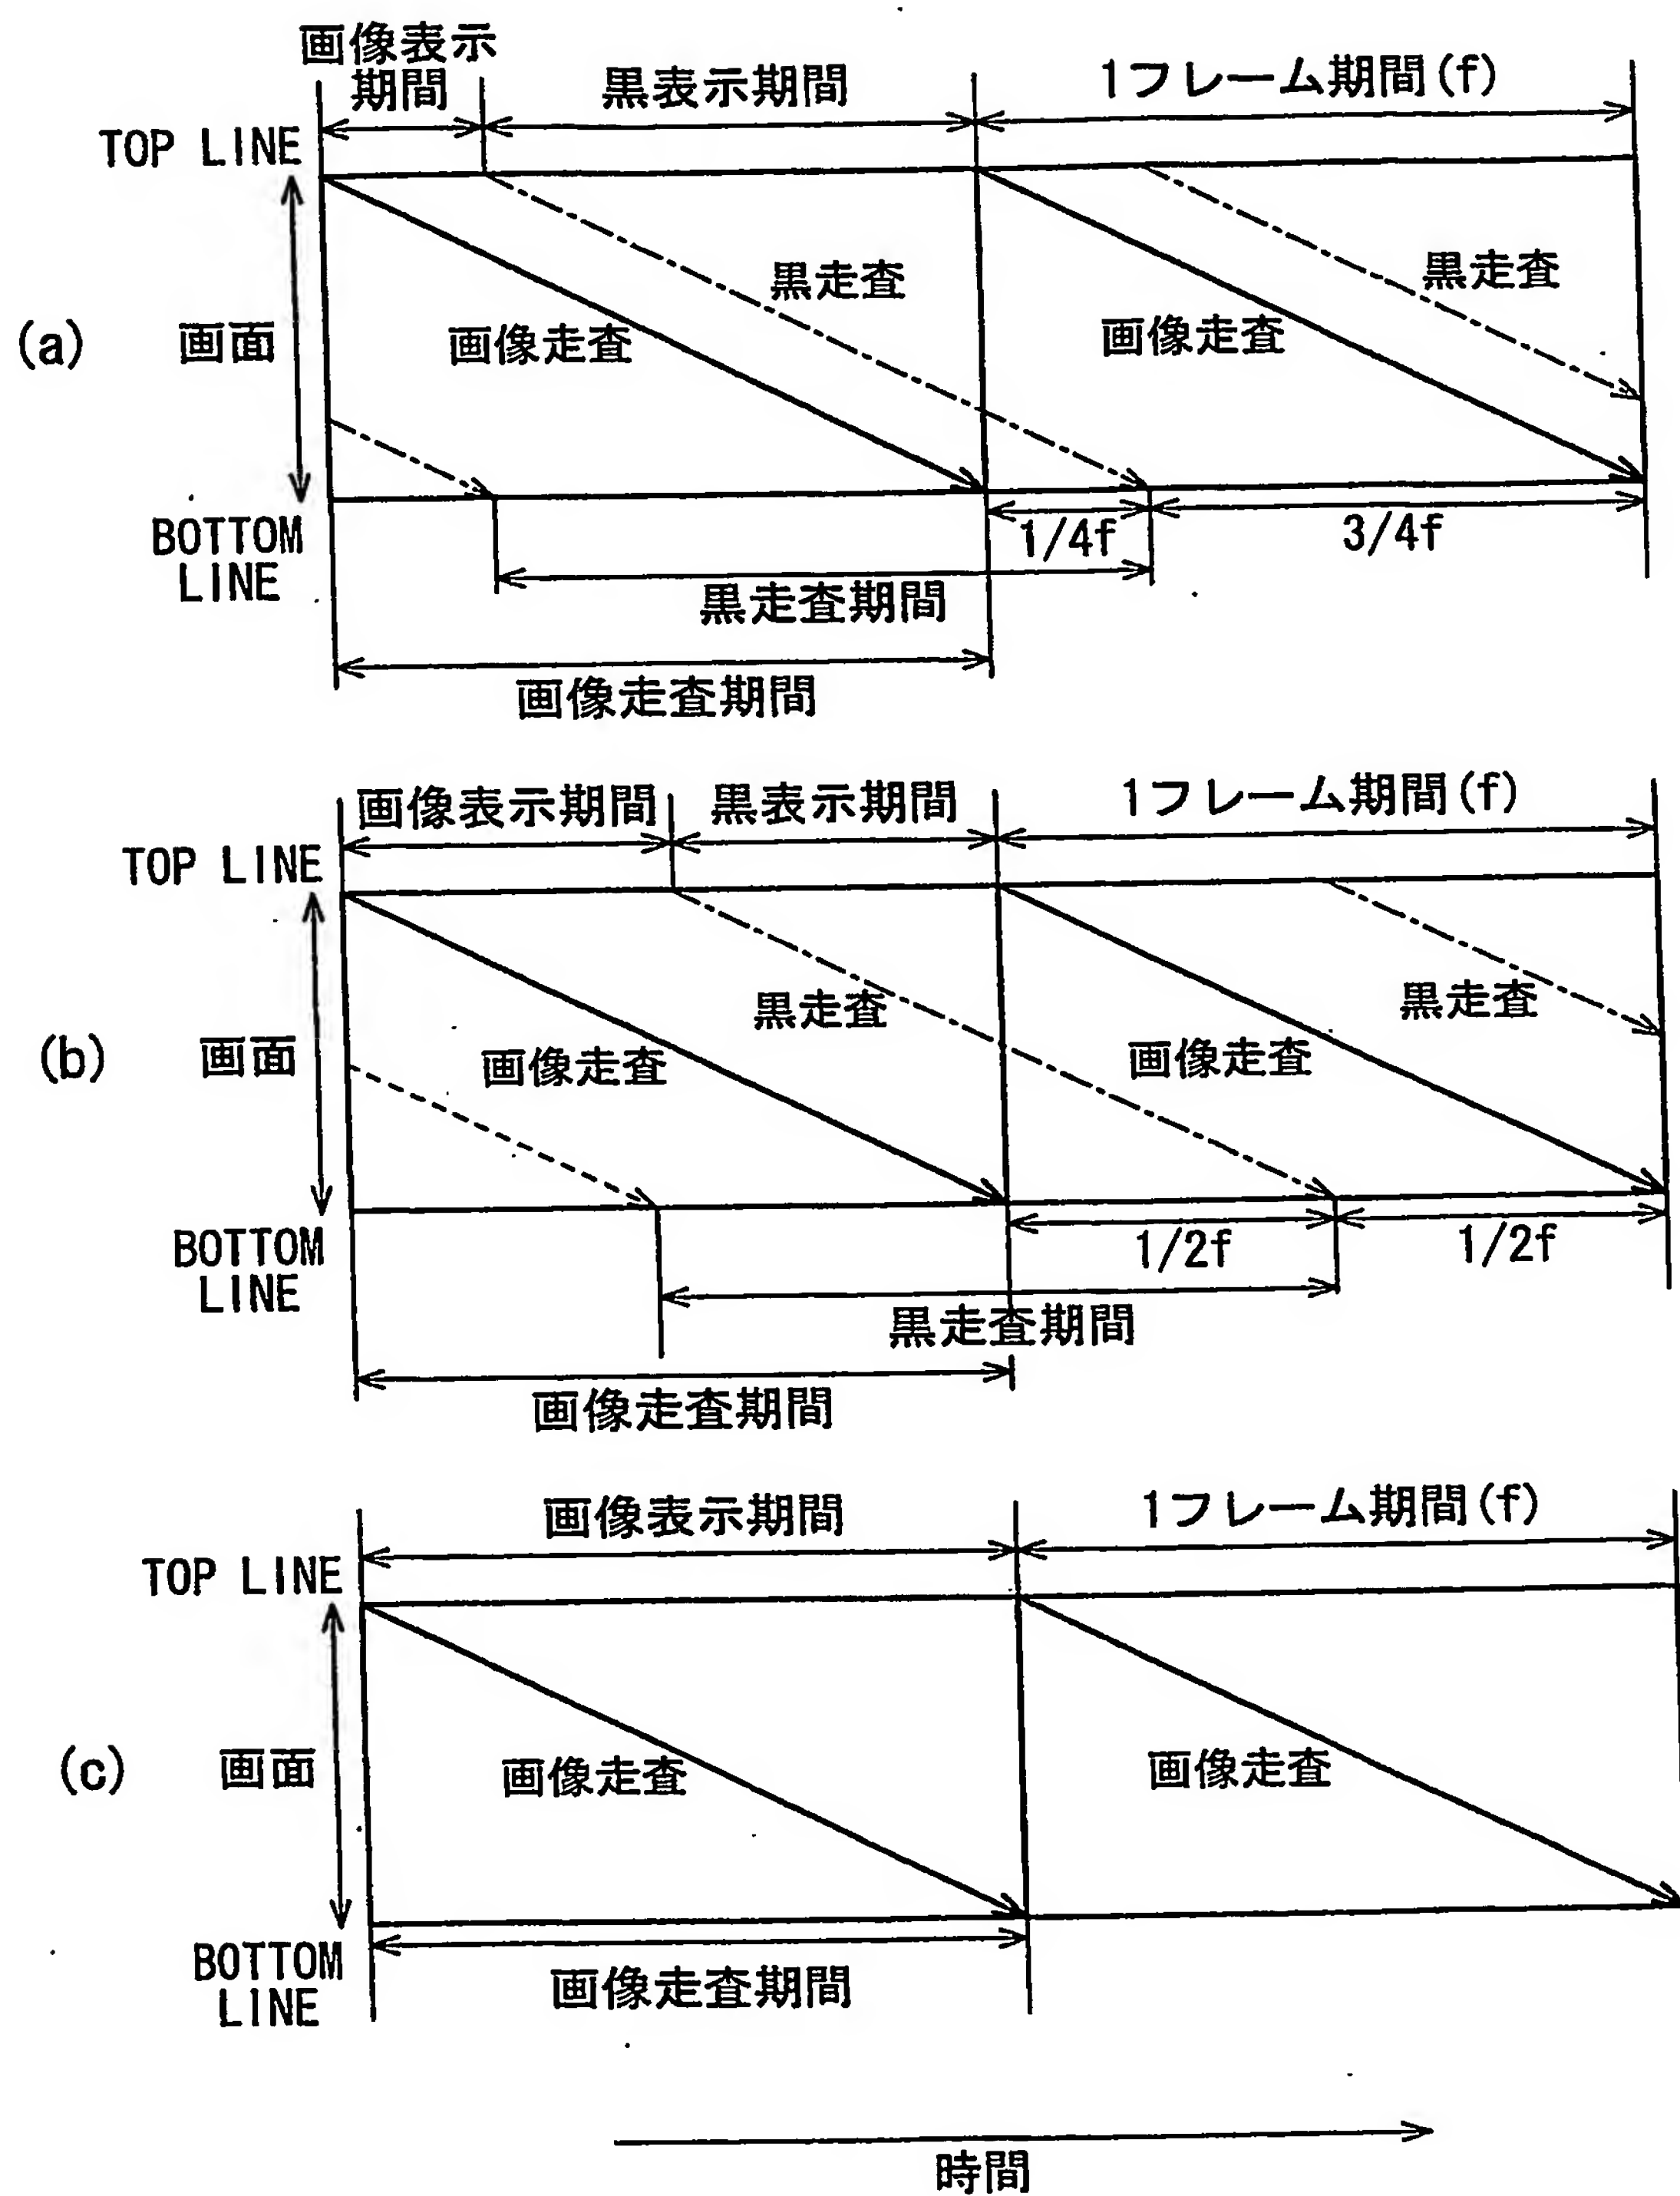 画像表示
期間
黒表示期間
1フレーム期間(f)
TOP LINE
黒走査
黒走査
(a)
画面
画像走査
画像走査
BOTTOM
LINE
1/4f
3/4f
黒走査期間
画像走査期間
画像表示期間
黒表示期間
1フレーム期間(f)
TOP LINE
黒走査
黒走査
(b)
画面
画像走査
画像走査
BOTTOM
LINE
1/2f
1/2f
黒走査期間
画像走査期間
画像表示期間
1フレーム期間(f)
TOP LINE
(c)
画面
画像走査
画像走査
BOTTOM
LINE
画像走査期間
時間